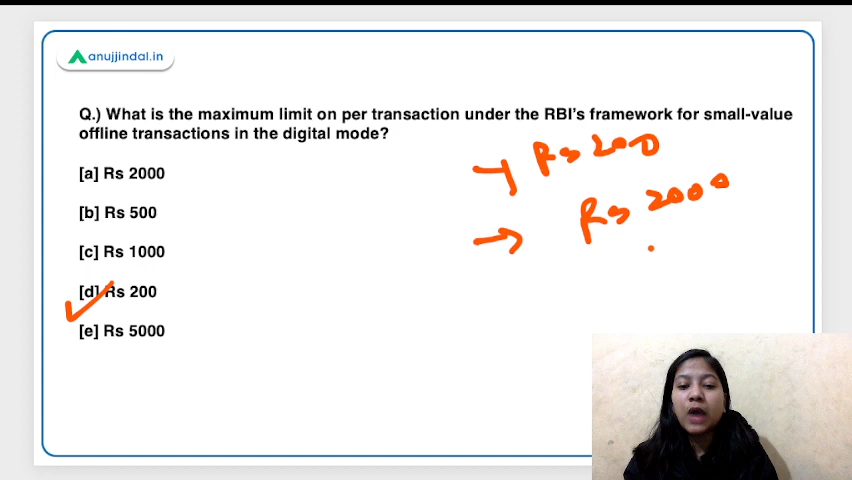 anujjindal.in
Q.) What is the maximum limit on per transaction under the RBI's framework for small-value
offline transactions in the digital mode?
[a] Rs 2000
[b] Rs 500
[c] Rs 1000
[d] Rs 200
[e] Rs 5000
Rs 200
Rs 2000